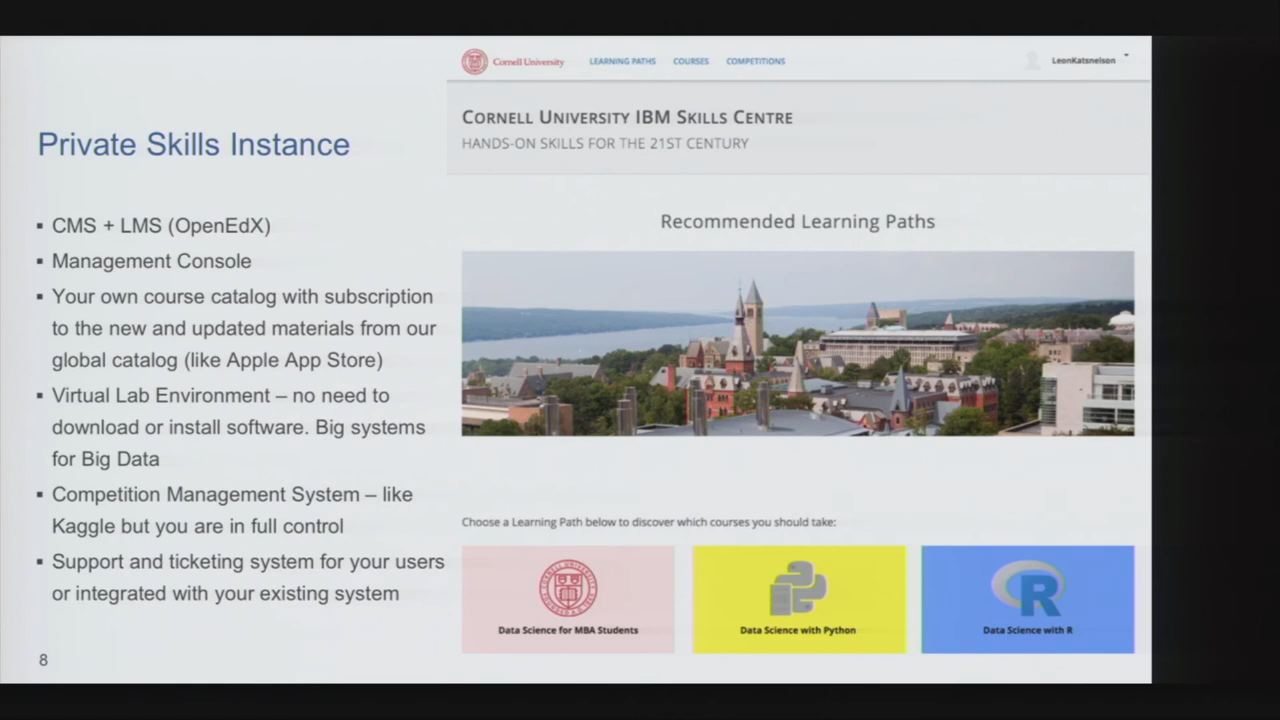 Private Skills Instance
▪ CMS + LMS (OpenEdX)
▪ Management Console
▪ Your own course catalog with subscription
to the new and updated materials from our
global catalog (like Apple App Store)
▪ Virtual Lab Environment – no need to
download or install software. Big systems
for Big Data
▪ Competition Management System – like
Kaggle but you are in full control
▪ Support and ticketing system for your users
or integrated with your existing system
8
Cornell University LEARNING PATHS COURSES COMPETITIONS LeonKatsnelson
CORNELL UNIVERSITY IBM SKILLS CENTRE
HANDS-ON SKILLS FOR THE 21ST CENTURY
Recommended Learning Paths
Choose a Learning Path below to discover which courses you should take:
Data Science for MBA Students Data Science with Python Data Science with R
R